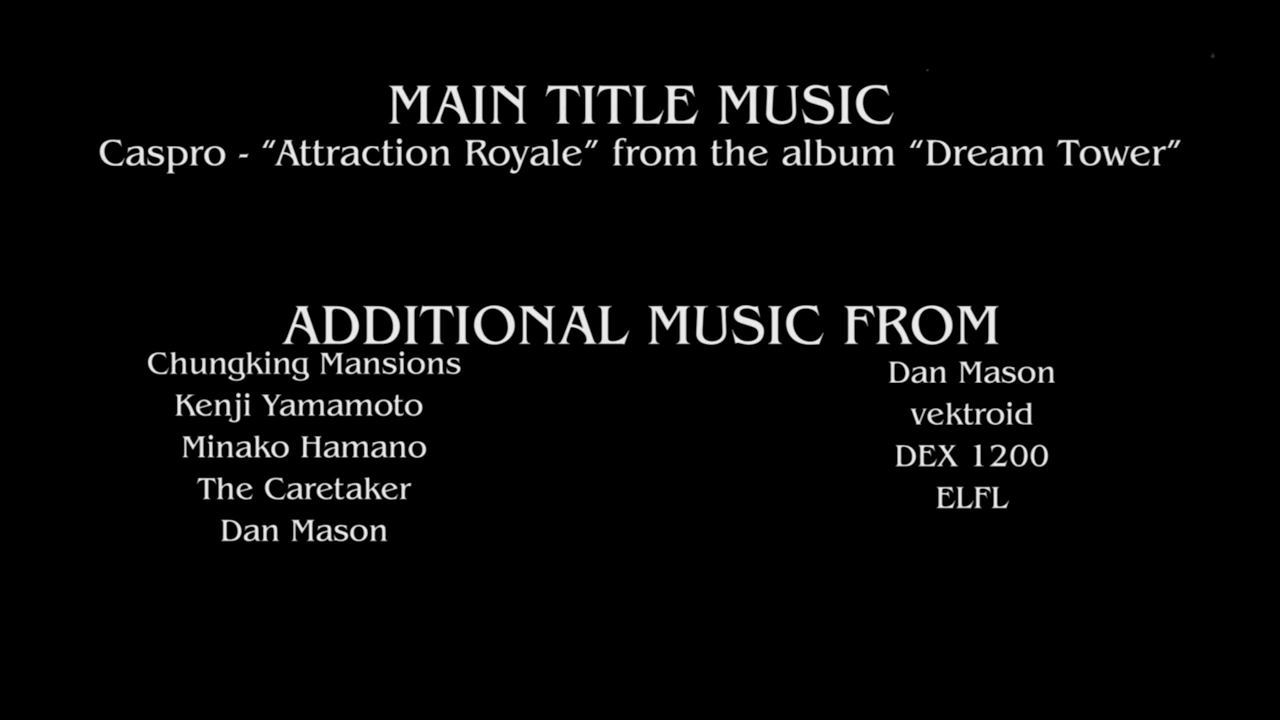 MAIN TITLE MUSIC
Caspro - “Attraction Royale” from the album “Dream Tower”
ADDITIONAL MUSIC FROM
Chungking Mansions
Kenji Yamamoto
Minako Hamano
The Caretaker
Dan Mason
Dan Mason
vektroid
DEX 1200
ELFL